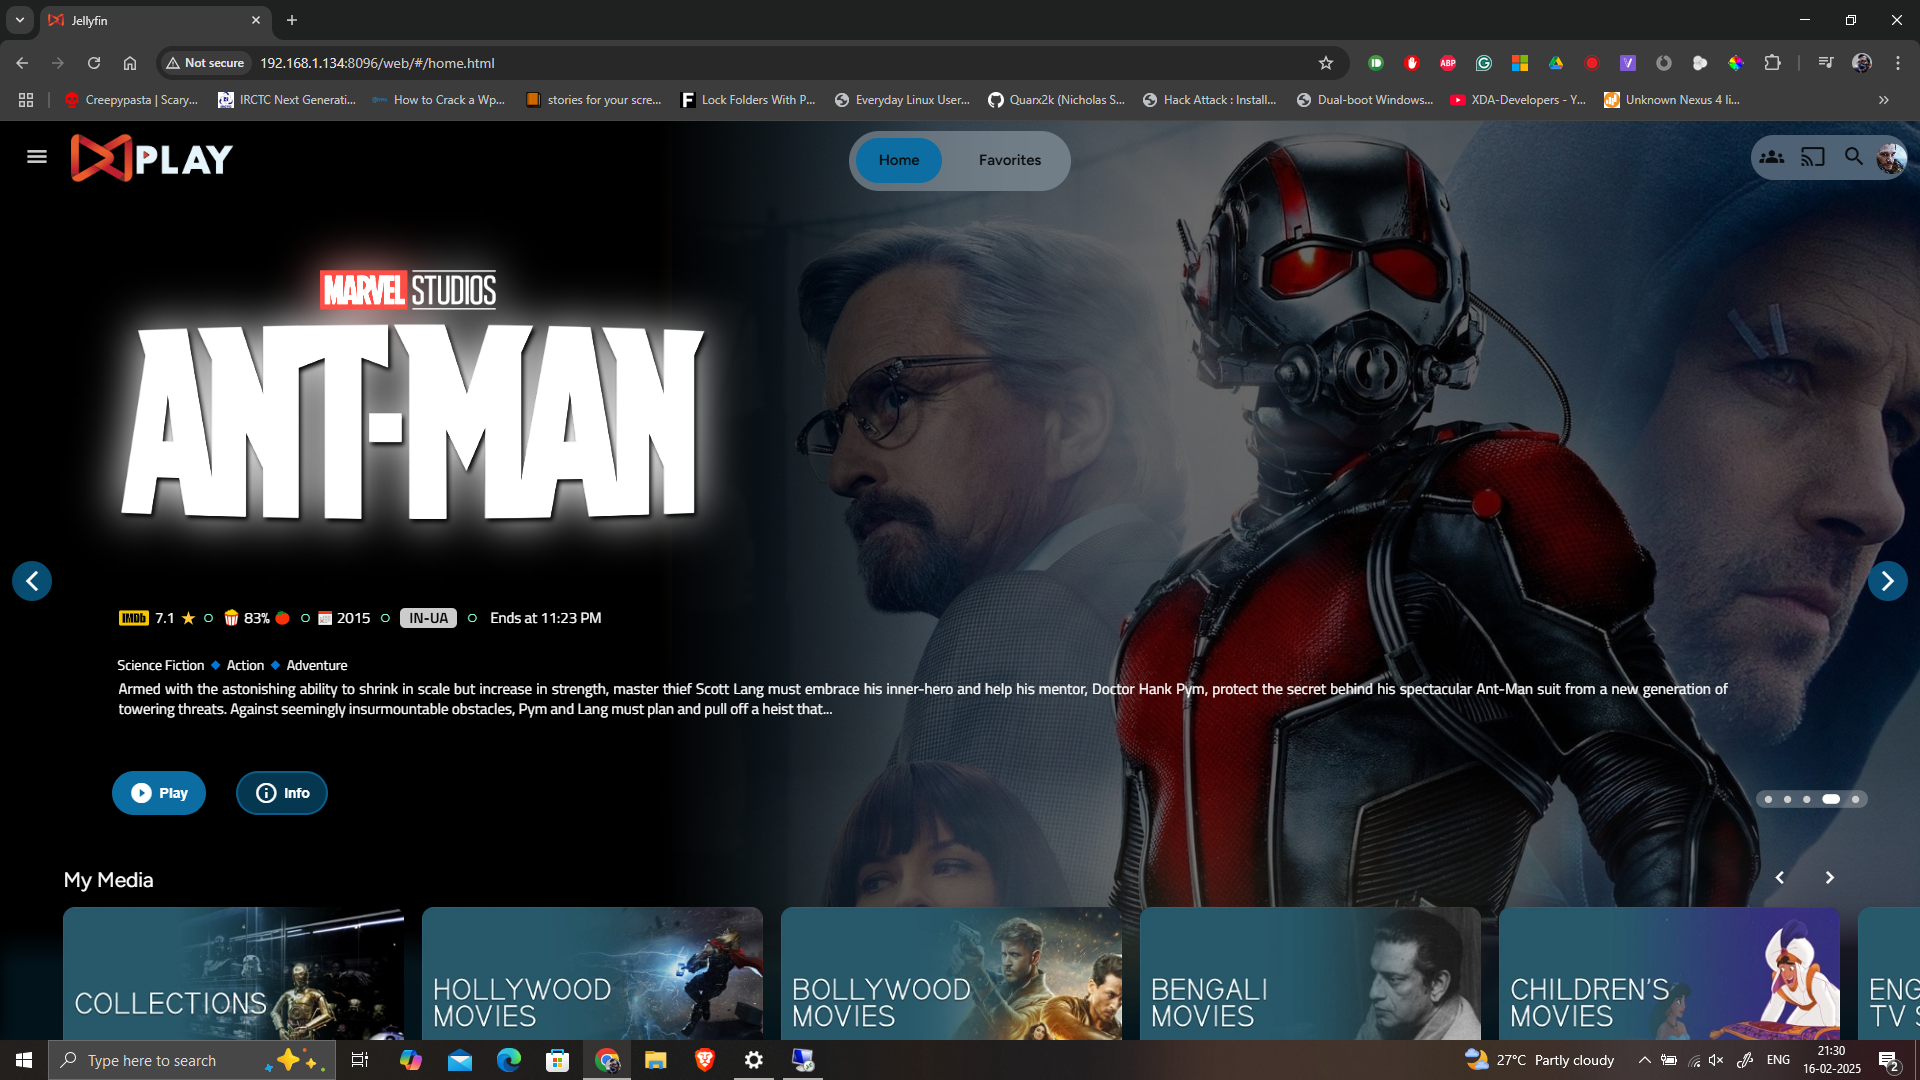 Jellyfin
Not secure
192.168.1.134:8096/web/#/home.html
Creepypasta | Scary...
IRCTC Next Generati...
How to Crack a Wp...
stories for your scre...
Lock Folders With P...
Everyday Linux User...
Quarx2k (Nicholas S...
Hack Attack : Install...
Dual-boot Windows...
XDA-Developers - Y...
Unknown Nexus 4 li...
PLAY
Home
Favorites
MARVEL STUDIOS
ANT-MAN
IMDb 7.1 83% 2015 IN-UA Ends at 11:23 PM
Science Fiction Action Adventure
Armed with the astonishing ability to shrink in scale but increase in strength, master thief Scott Lang must embrace his inner-hero and help his mentor, Doctor Hank Pym, protect the secret behind his spectacular Ant-Man suit from a new generation of
towering threats. Against seemingly insurmountable obstacles, Pym and Lang must plan and pull off a heist that...
Play
Info
My Media
COLLECTIONS
HOLLYWOOD
MOVIES
BOLLYWOOD
MOVIES
BENGALI
MOVIES
CHILDREN'S
MOVIES
ENG
TV S
Type here to search
27°C Partly cloudy
ENG
21:30
16-02-2025
2